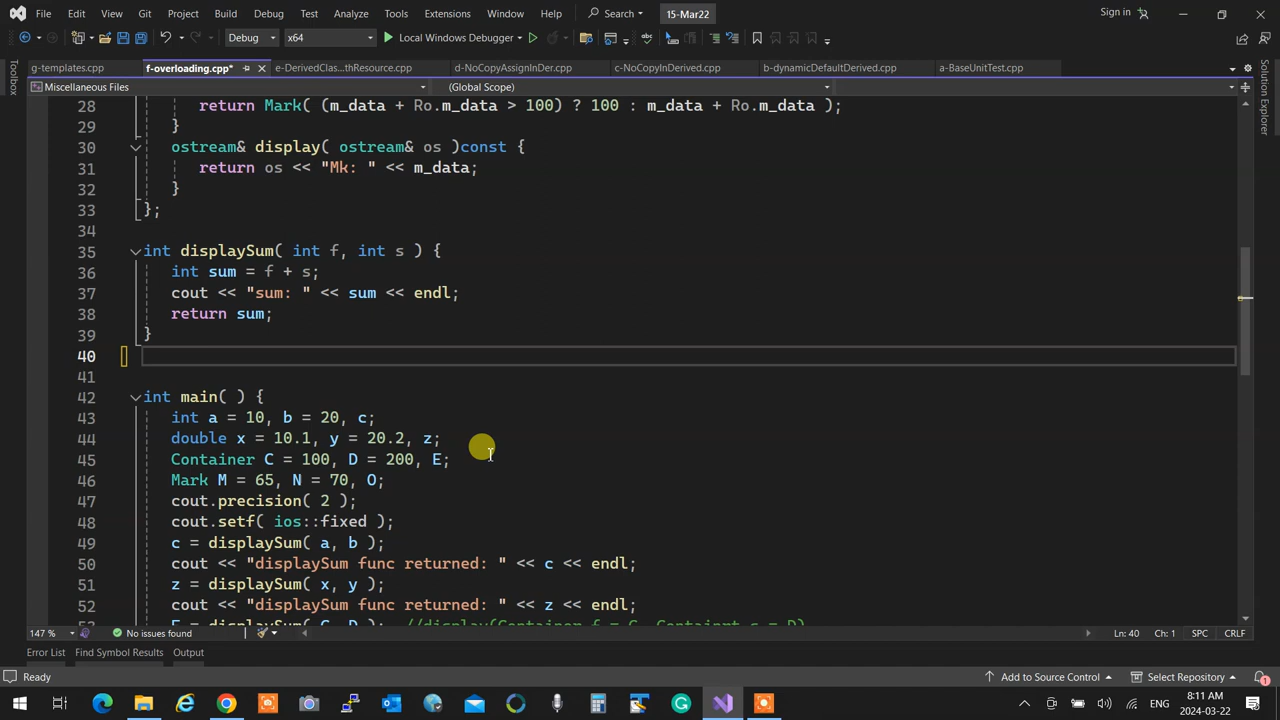 File Edit View Git Project Build Debug Test Analyze Tools Extensions Window Help Search 15-Mar22 Sign in
Debug x64 Local Windows Debugger
g-templates.cpp f-overloading.cpp* e-DerivedClas...thResource.cpp d-NoCopyAssignInDer.cpp c-NoCopyInDerived.cpp b-dynamicDefaultDerived.cpp a-BaseUnitTest.cpp
Toolbox
Miscellaneous Files (Global Scope)
Solution Explorer
28 return Mark( (m_data + Ro.m_data > 100) ? 100 : m_data + Ro.m_data );
29 }
30 ostream& display( ostream& os )const {
31 return os << "Mk: " << m_data;
32 }
33 };
34
35 int displaySum( int f, int s ) {
36 int sum = f + s;
37 cout << "sum: " << sum << endl;
38 return sum;
39 }
40
41
42 int main( ) {
43 int a = 10, b = 20, c;
44 double x = 10.1, y = 20.2, z;
45 Container C = 100, D = 200, E;
46 Mark M = 65, N = 70, O;
47 cout.precision( 2 );
48 cout.setf( ios::fixed );
49 c = displaySum( a, b );
50 cout << "displaySum func returned: " << c << endl;
51 z = displaySum( x, y );
52 cout << "displaySum func returned: " << z << endl;
53 E = displaySum( C, D ); //display(Container f = C, Containrt s = D)
147 % No issues found Ln: 40 Ch: 1 SPC CRLF
Error List Find Symbol Results Output
Ready Add to Source Control Select Repository 1
ENG 8:11 AM
2024-03-22